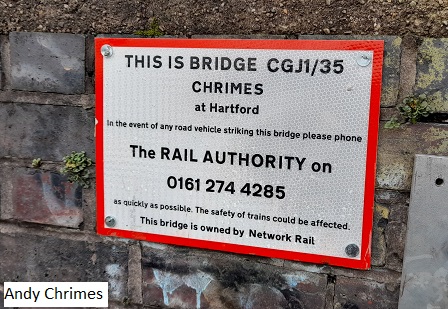 THIS IS BRIDGE CGJ1/35
CHRIMES
at Hartford
In the event of any road vehicle striking this bridge please phone
The RAIL AUTHORITY on
0161 274 4285
as quickly as possible. The safety of trains could be affected.
This bridge is owned by Network Rail
Andy Chrimes